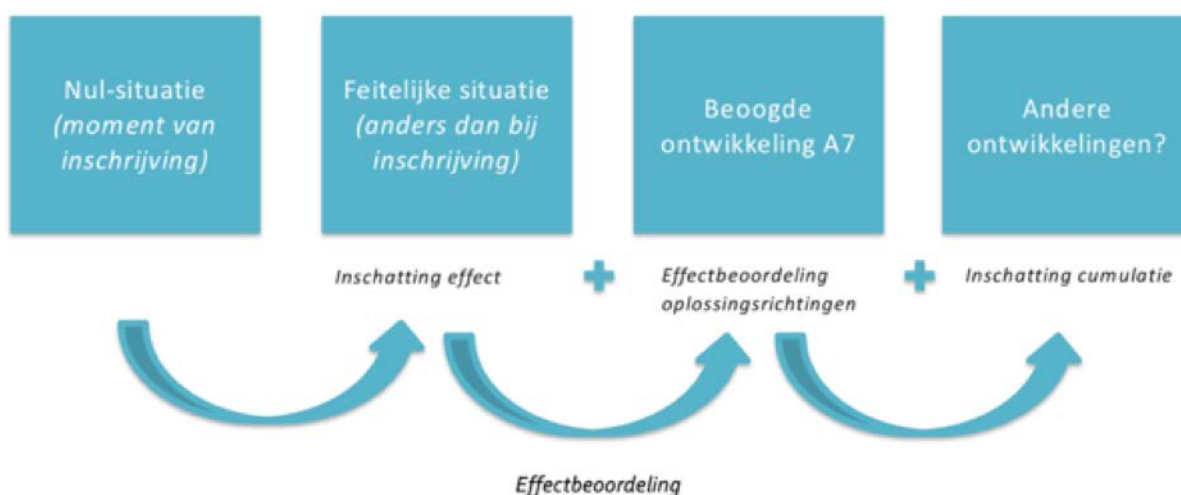 Nul-situatie
(moment van
inschrijving)
Feitelijke situatie
(anders dan bij
inschrijving)
Beoogde
ontwikkeling A7
Andere
ontwikkelingen?
Inschatting effect
Effectbeoordeling
oplossingsrichtingen
Inschatting cumulatie
Effectbeoordeling